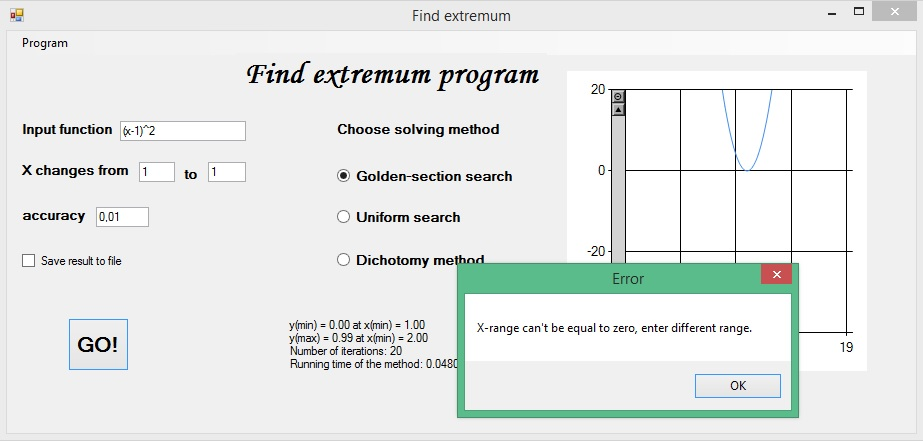 Find extremum
Program
Find extremum program
Input function (x-1)^2
X changes from 1 to 1
accuracy 0,01
Save result to file
GO!
Choose solving method
Golden-section search
Uniform search
Dichotomy method
y(min) = 0.00 at x(min) = 1.00
y(max) = 0.99 at x(min) = 2.00
Number of iterations: 20
Running time of the method: 0.0480
20
0
-20
19
Error
X-range can't be equal to zero, enter different range.
OK